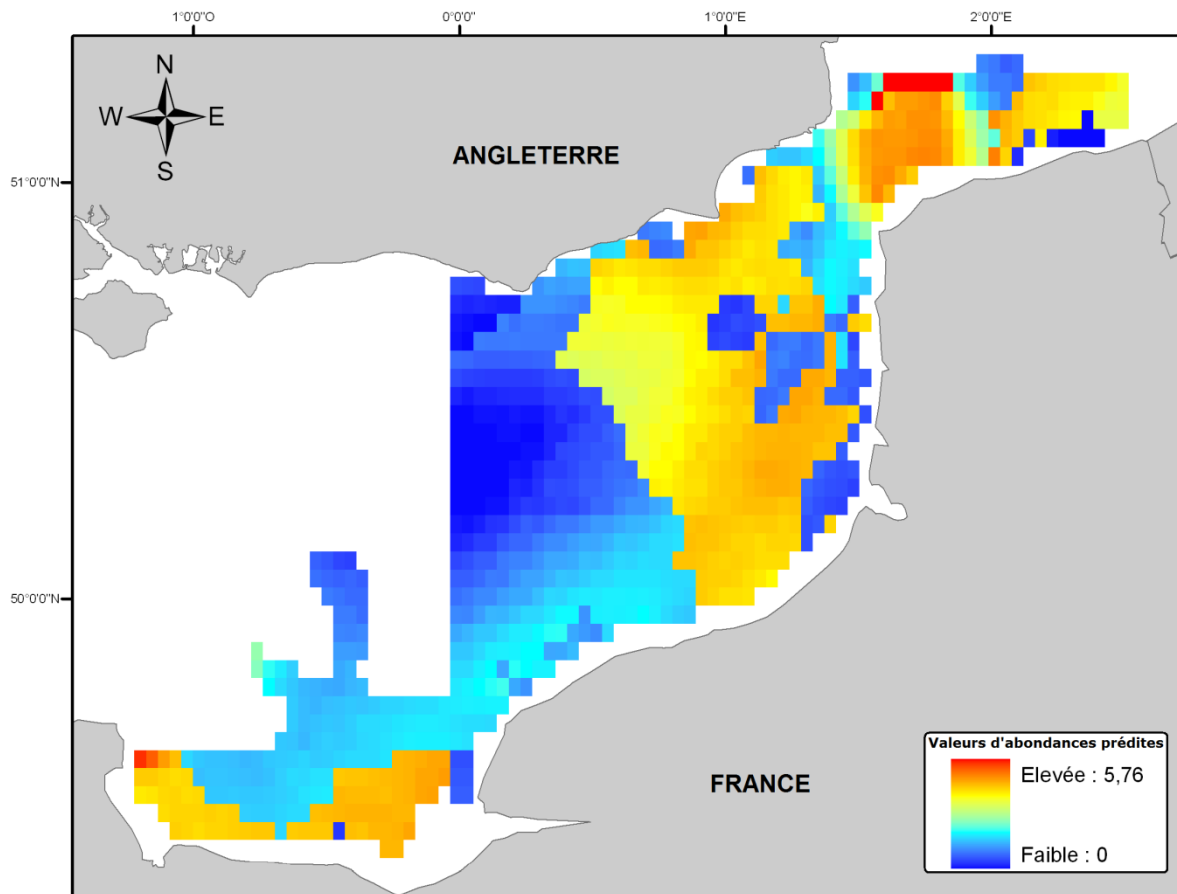 1°0'0"O 0'0'0" 1°0'0"E 2°0'0"E
N
W E
S
ANGLETERRE
51°0'0"N
50°0'0"N
FRANCE
Valeurs d'abondances prédites
Elevée : 5,76
Faible : 0